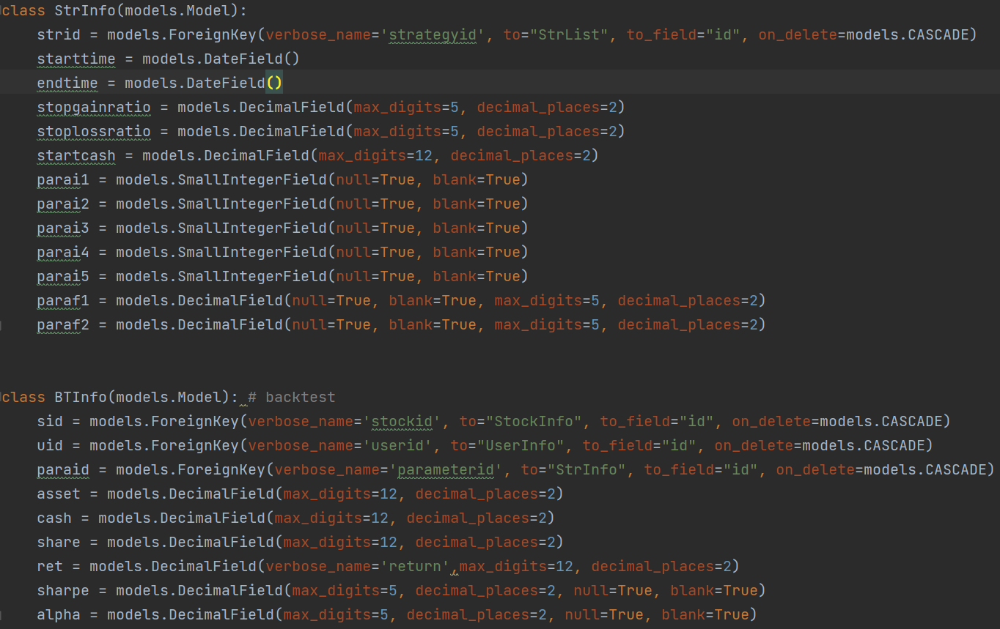 class StrInfo(models.Model):
    strid = models.ForeignKey(verbose_name='strategyid', to="StrList", to_field="id", on_delete=models.CASCADE)
    starttime = models.DateField()
    endtime = models.DateField()
    stopgainratio = models.DecimalField(max_digits=5, decimal_places=2)
    stoplossratio = models.DecimalField(max_digits=5, decimal_places=2)
    startcash = models.DecimalField(max_digits=12, decimal_places=2)
    parai1 = models.SmallIntegerField(null=True, blank=True)
    parai2 = models.SmallIntegerField(null=True, blank=True)
    parai3 = models.SmallIntegerField(null=True, blank=True)
    parai4 = models.SmallIntegerField(null=True, blank=True)
    parai5 = models.SmallIntegerField(null=True, blank=True)
    paraf1 = models.DecimalField(null=True, blank=True, max_digits=5, decimal_places=2)
    paraf2 = models.DecimalField(null=True, blank=True, max_digits=5, decimal_places=2)
class BTInfo(models.Model): # backtest
    sid = models.ForeignKey(verbose_name='stockid', to="StockInfo", to_field="id", on_delete=models.CASCADE)
    uid = models.ForeignKey(verbose_name='userid', to="UserInfo", to_field="id", on_delete=models.CASCADE)
    paraid = models.ForeignKey(verbose_name='parameterid', to="StrInfo", to_field="id", on_delete=models.CASCADE)
    asset = models.DecimalField(max_digits=12, decimal_places=2)
    cash = models.DecimalField(max_digits=12, decimal_places=2)
    share = models.DecimalField(max_digits=12, decimal_places=2)
    ret = models.DecimalField(verbose_name='return',max_digits=12, decimal_places=2)
    sharpe = models.DecimalField(max_digits=5, decimal_places=2, null=True, blank=True)
    alpha = models.DecimalField(max_digits=5, decimal_places=2, null=True, blank=True)